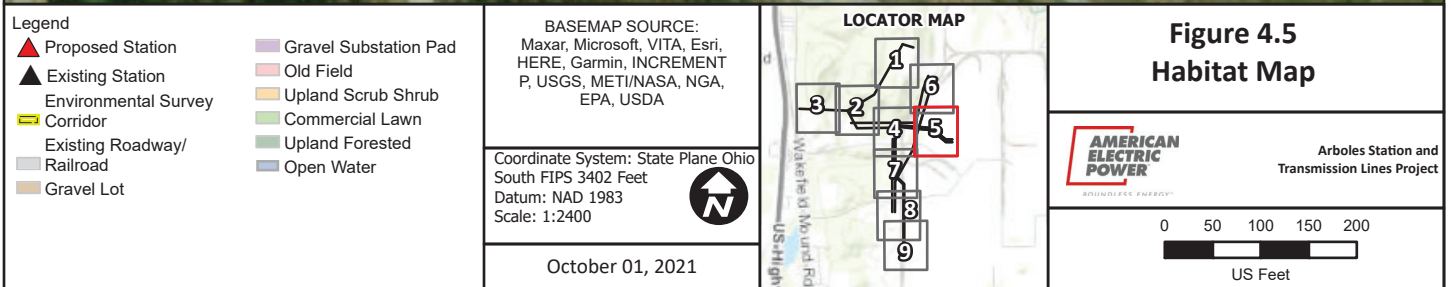 Legend
Proposed Station
Existing Station
Environmental Survey
Corridor
Existing Roadway/
Railroad
Gravel Lot
Gravel Substation Pad
Old Field
Upland Scrub Shrub
Commercial Lawn
Upland Forested
Open Water
BASEMAP SOURCE:
Maxar, Microsoft, VITA, Esri,
HERE, Garmin, INCREMENT
P, USGS, METI/NASA, NGA,
EPA, USDA
Coordinate System: State Plane Ohio
South FIPS 3402 Feet
Datum: NAD 1983
Scale: 1:2400
N
October 01, 2021
LOCATOR MAP
d
1
6
3
2
4
5
7
8
9
Wakefield Mound Rd
US-High
Figure 4.5
Habitat Map
AMERICAN
ELECTRIC
POWER
BOUNDLESS ENERGY
Arboles Station and
Transmission Lines Project
0 50 100 150 200
US Feet